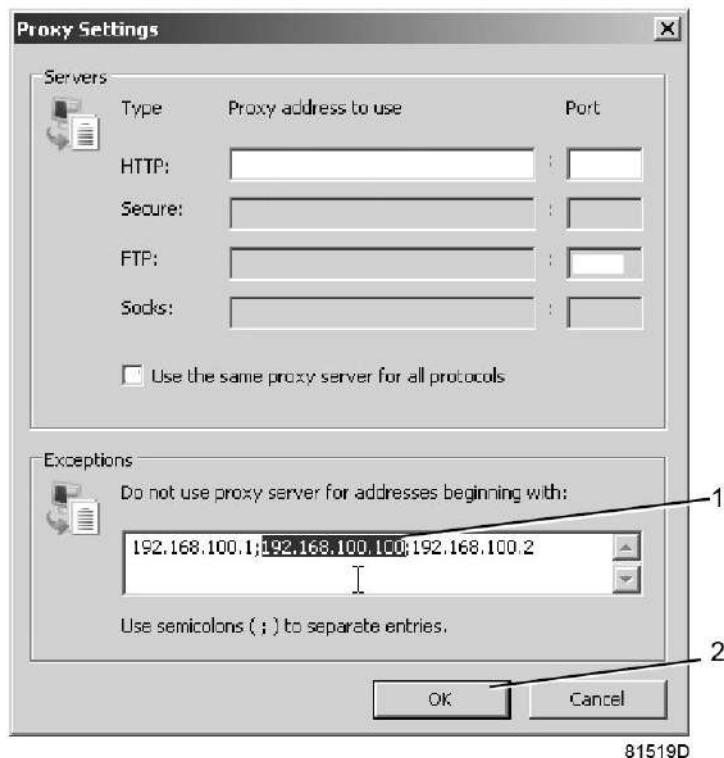 Proxy Settings
Servers
Type Proxy address to use Port
HTTP: :
Secure: :
FTP: :
Socks: :
Use the same proxy server for all protocols
Exceptions
Do not use proxy server for addresses beginning with:
1
192.168.100.1;192.168.100.100;192.168.100.2
Use semicolons ( ; ) to separate entries.
2
OK Cancel
81519D